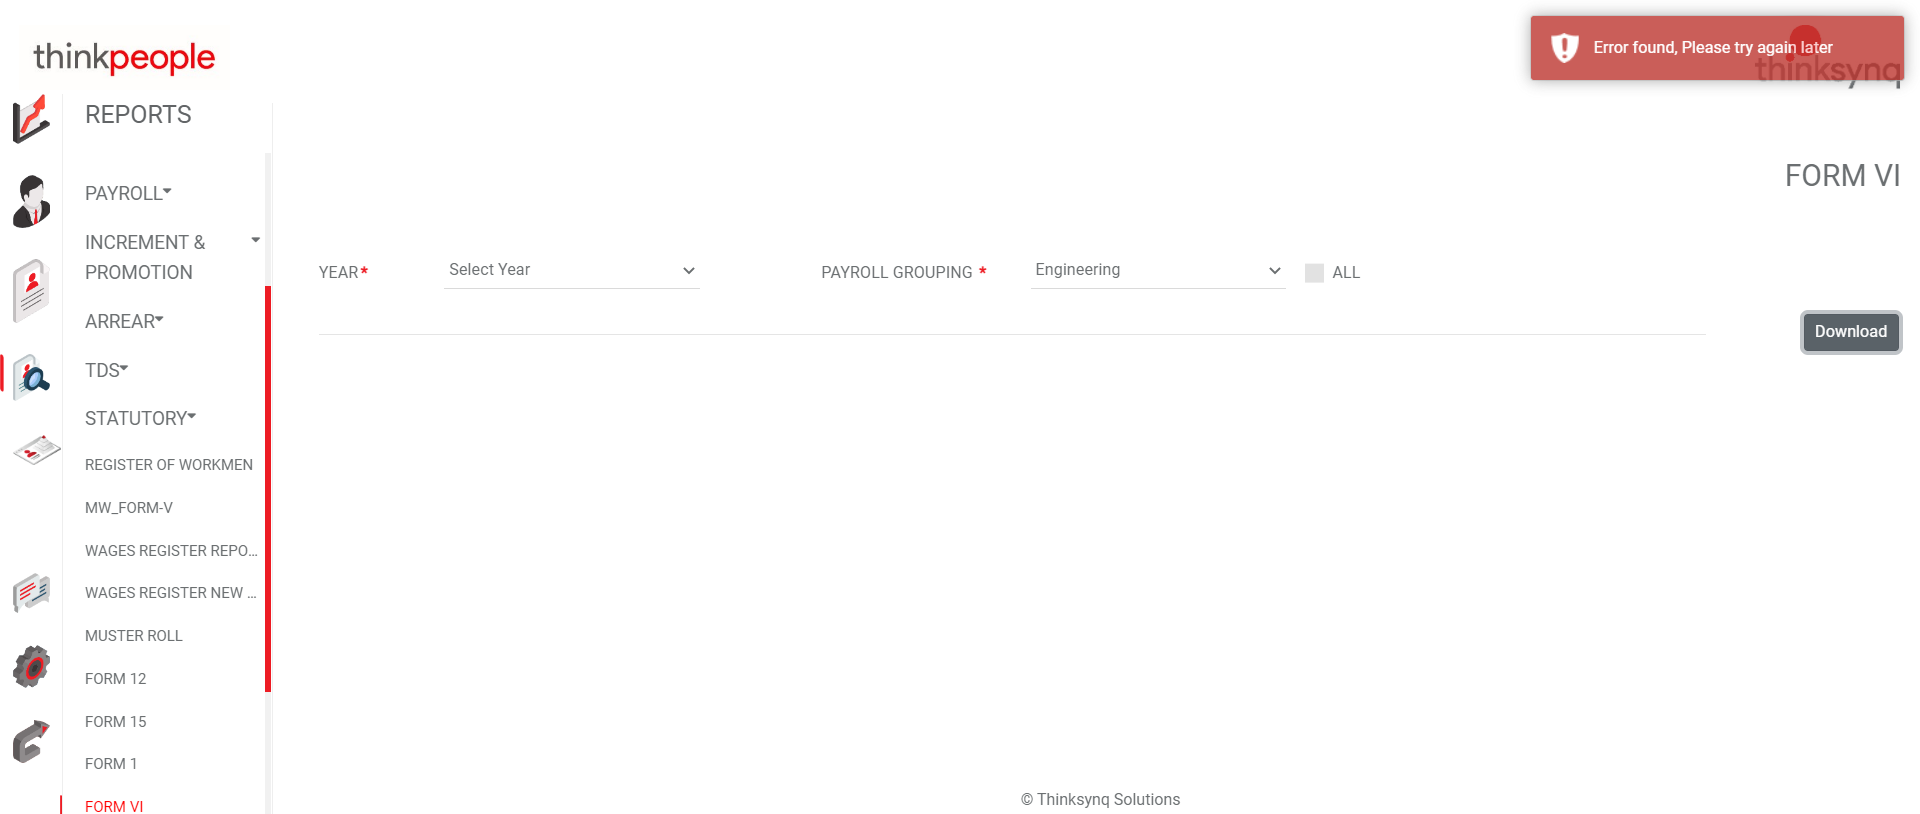 thinkpeople
Error found, Please try again later
thinksynq
REPORTS
FORM VI
PAYROLL
INCREMENT &
PROMOTION
ARREAR
TDS
STATUTORY
REGISTER OF WORKMEN
MW_FORM-V
WAGES REGISTER REPO...
WAGES REGISTER NEW ...
MUSTER ROLL
FORM 12
FORM 15
FORM 1
FORM VI
YEAR* Select Year PAYROLL GROUPING * Engineering ALL
Download
© Thinksynq Solutions